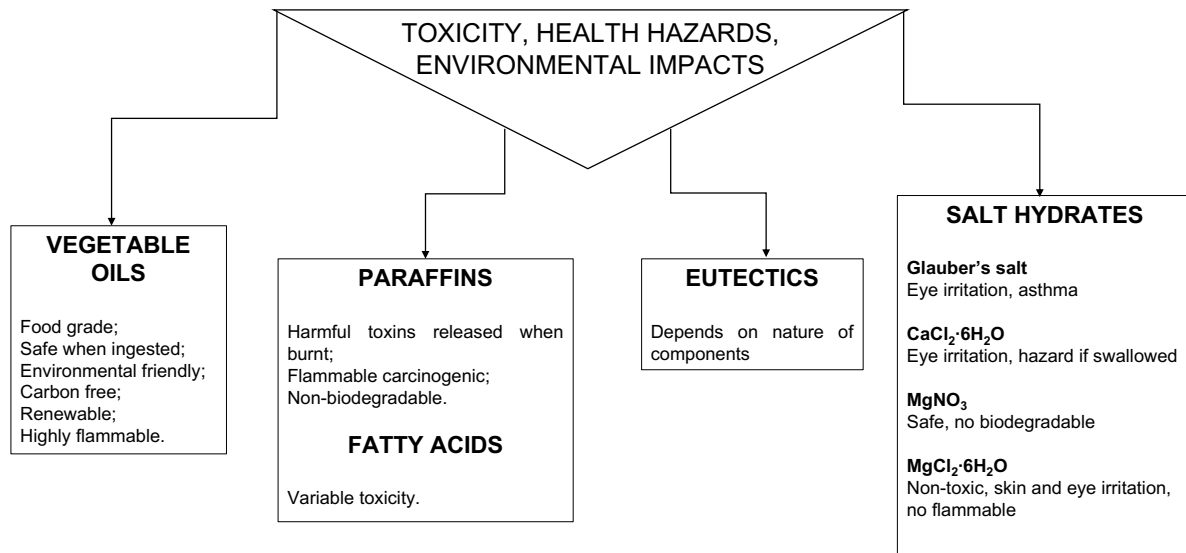 TOXICITY, HEALTH HAZARDS,
ENVIRONMENTAL IMPACTS
VEGETABLE
OILS
Food grade;
Safe when ingested;
Environmental friendly;
Carbon free;
Renewable;
Highly flammable.
PARAFFINS
Harmful toxins released when
burnt;
Flammable carcinogenic;
Non-biodegradable.
FATTY ACIDS
Variable toxicity.
EUTECTICS
Depends on nature of
components
SALT HYDRATES
Glauber's salt
Eye irritation, asthma
CaCl₂·6H₂O
Eye irritation, hazard if swallowed
MgNO₃
Safe, no biodegradable
MgCl₂·6H₂O
Non-toxic, skin and eye irritation,
no flammable